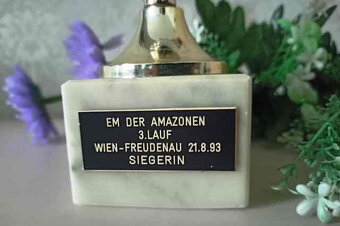 EM DER AMAZONEN
3.LAUF
WIEN-FREUDENAU 21.8.93
SIEGERIN